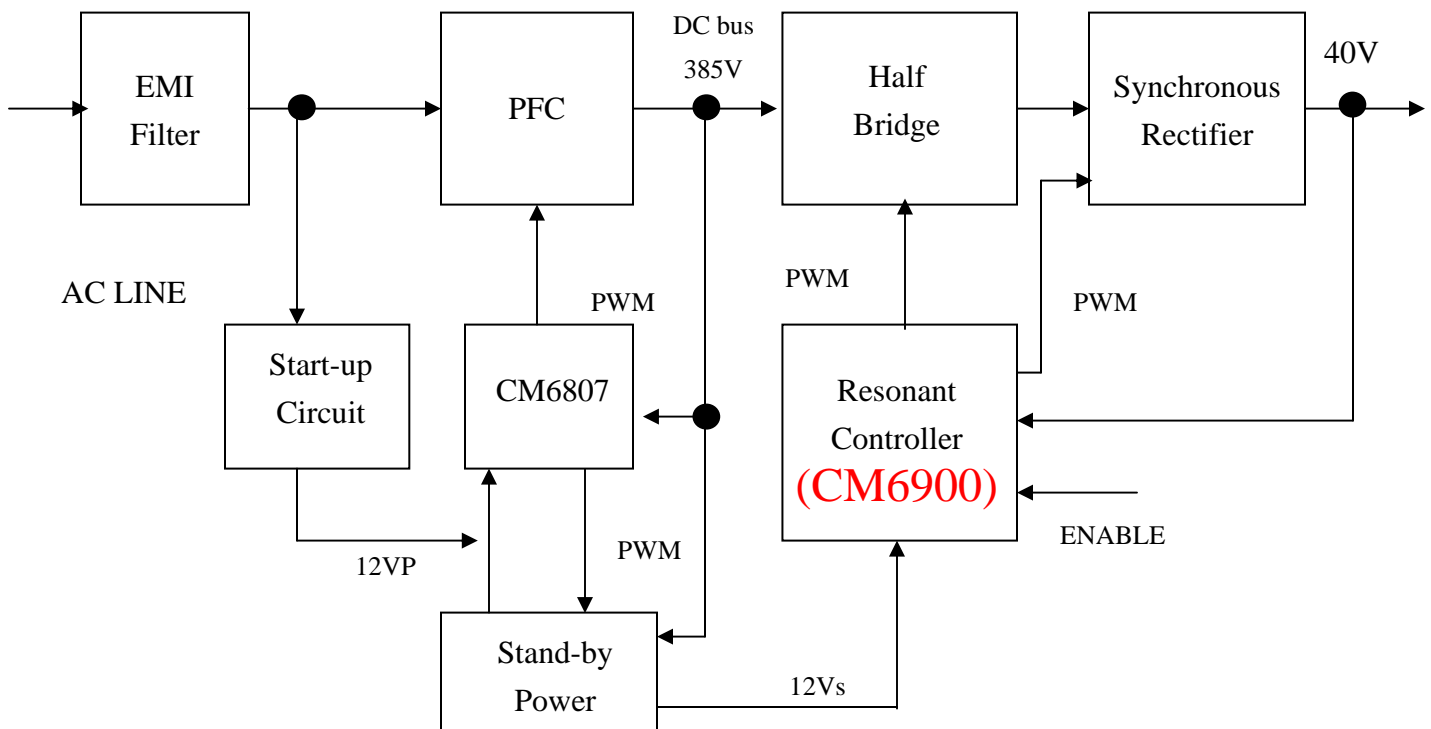 DC bus
385V
40V
EMI
Filter
PFC
Half
Bridge
Synchronous
Rectifier
AC LINE
PWM
PWM
PWM
Start-up
Circuit
CM6807
Resonant
Controller
(CM6900)
12VP
PWM
ENABLE
Stand-by
Power
12Vs